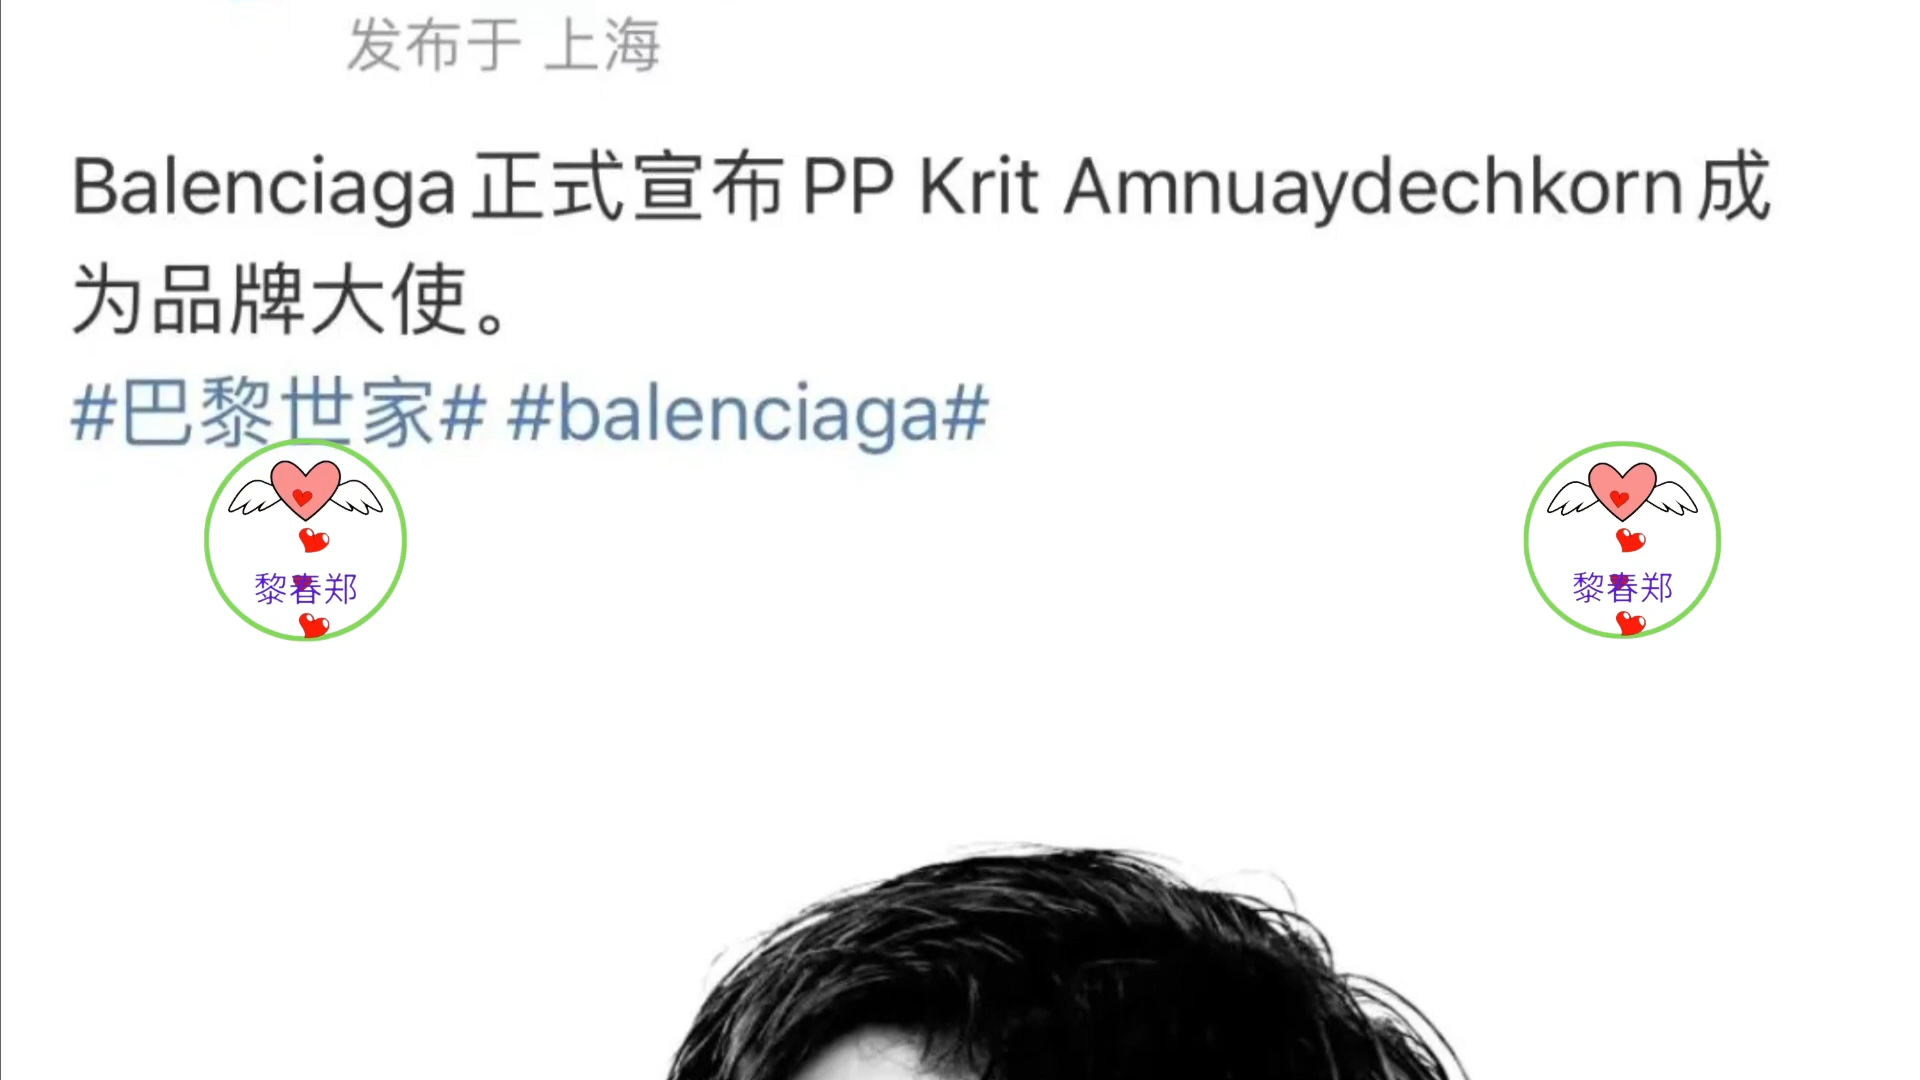 发布于 上海
Balenciaga正式宣布PP Krit Amnuaydechkorn成
为品牌大使。
#巴黎世家# #balenciaga#
黎春郑
黎春郑